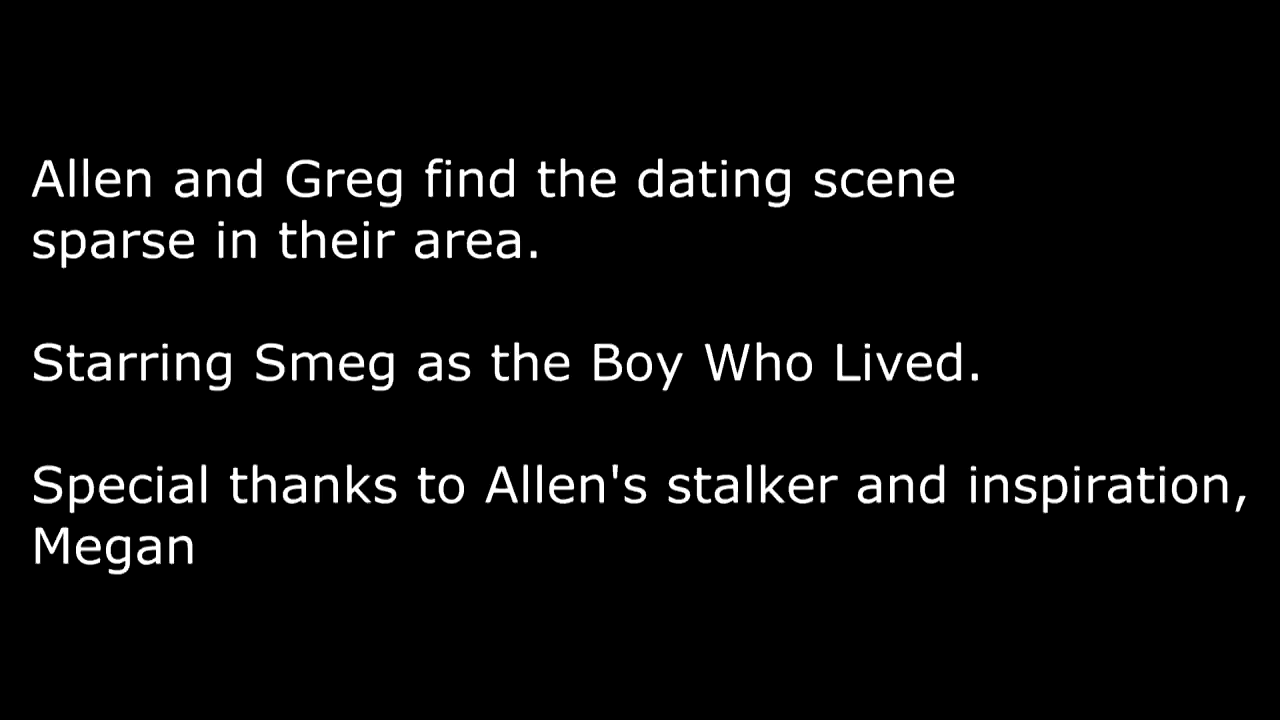 Allen and Greg find the dating scene
sparse in their area.
Starring Smeg as the Boy Who Lived.
Special thanks to Allen's stalker and inspiration,
Megan